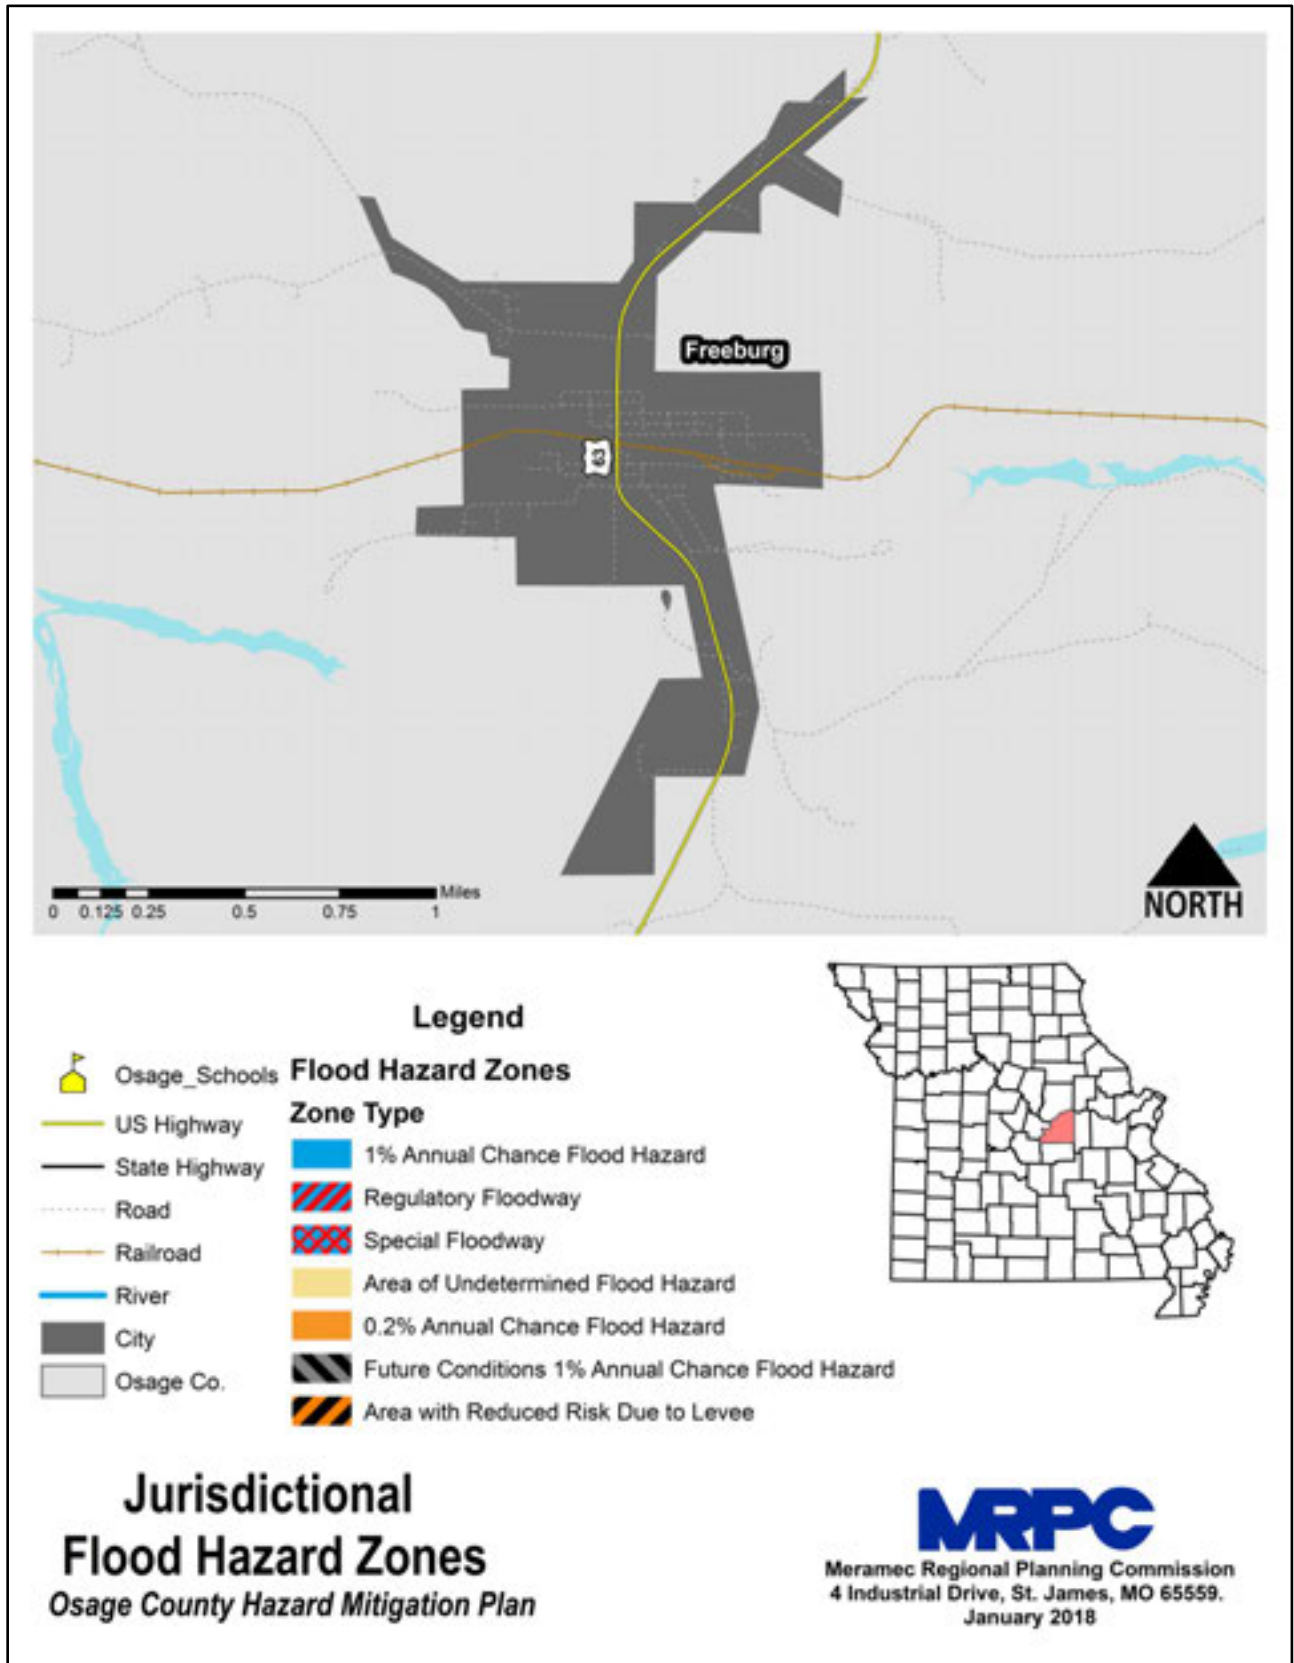 Freeburg
63
Miles
0 0.125 0.25 0.5 0.75 1
NORTH
Legend
Osage_Schools
US Highway
State Highway
Road
Railroad
River
City
Osage Co.
Flood Hazard Zones
Zone Type
1% Annual Chance Flood Hazard
Regulatory Floodway
Special Floodway
Area of Undetermined Flood Hazard
0.2% Annual Chance Flood Hazard
Future Conditions 1% Annual Chance Flood Hazard
Area with Reduced Risk Due to Levee
Jurisdictional
Flood Hazard Zones
Osage County Hazard Mitigation Plan
MRPC
Meramec Regional Planning Commission
4 Industrial Drive, St. James, MO 65559.
January 2018